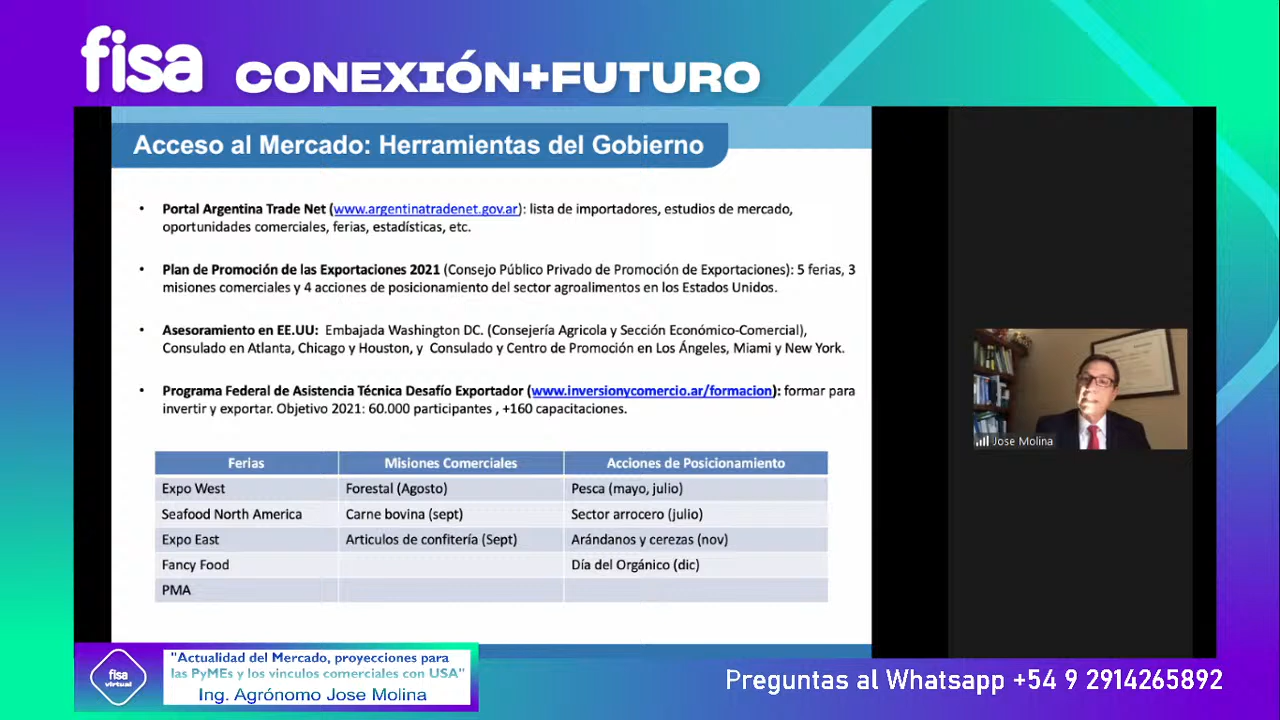 fisa CONEXIÓN+FUTURO
Acceso al Mercado: Herramientas del Gobierno
• Portal Argentina Trade Net (www.argentinatradenet.gov.ar): lista de importadores, estudios de mercado,
oportunidades comerciales, ferias, estadísticas, etc.
• Plan de Promoción de las Exportaciones 2021 (Consejo Público Privado de Promoción de Exportaciones): 5 ferias, 3
misiones comerciales y 4 acciones de posicionamiento del sector agroalimentos en los Estados Unidos.
• Asesoramiento en EE.UU: Embajada Washington DC. (Consejería Agricola y Sección Económico-Comercial),
Consulado en Atlanta, Chicago y Houston, y Consulado y Centro de Promoción en Los Ángeles, Miami y New York.
• Programa Federal de Asistencia Técnica Desafío Exportador (www.inversionycomercio.ar/formacion): formar para
invertir y exportar. Objetivo 2021: 60.000 participantes , +160 capacitaciones.
Ferias Misiones Comerciales Acciones de Posicionamiento
Expo West Forestal (Agosto) Pesca (mayo, julio)
Seafood North America Carne bovina (sept) Sector arrocero (julio)
Expo East Articulos de confitería (Sept) Arándanos y cerezas (nov)
Fancy Food Día del Orgánico (dic)
PMA
Jose Molina
fisa
virtual
"Actualidad del Mercado, proyecciones para
las PyMEs y los vinculos comerciales con USA"
Ing. Agrónomo Jose Molina
Preguntas al Whatsapp +54 9 2914265892